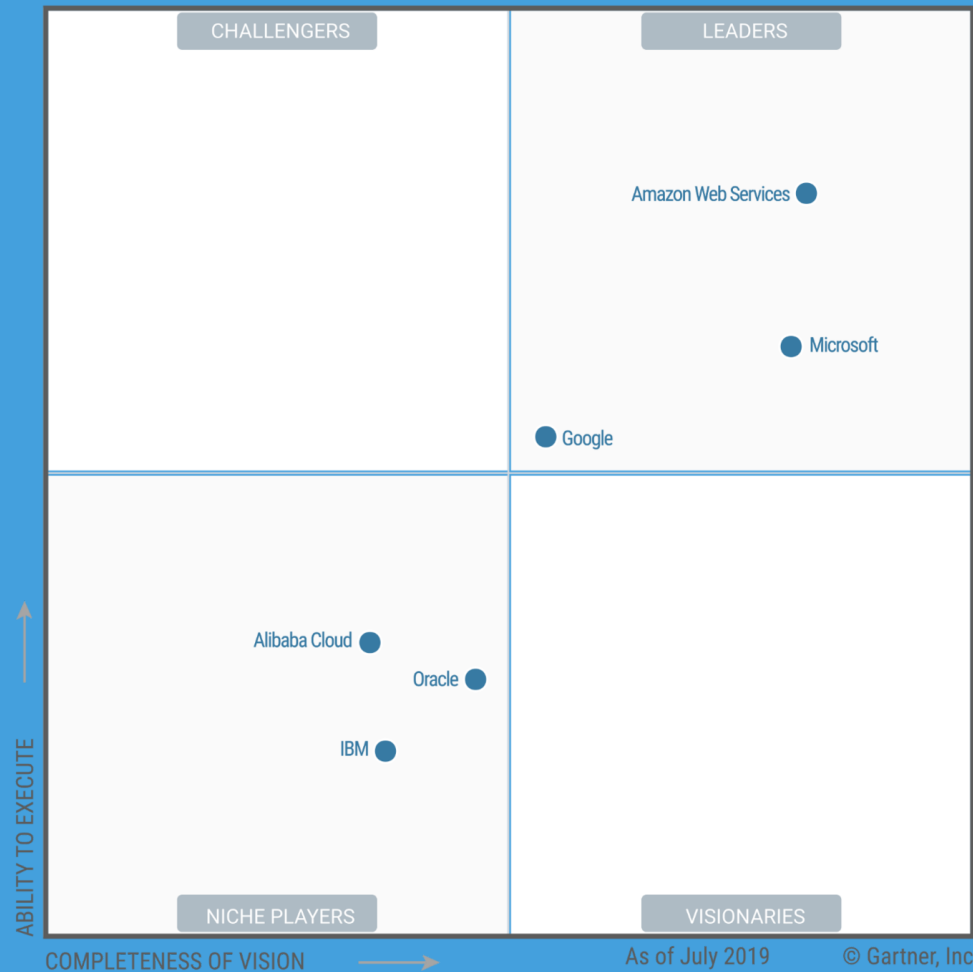 CHALLENGERS
LEADERS
Amazon Web Services
Microsoft
Google
Alibaba Cloud
Oracle
IBM
NICHE PLAYERS
VISIONARIES
ABILITY TO EXECUTE
COMPLETENESS OF VISION
As of July 2019
© Gartner, Inc